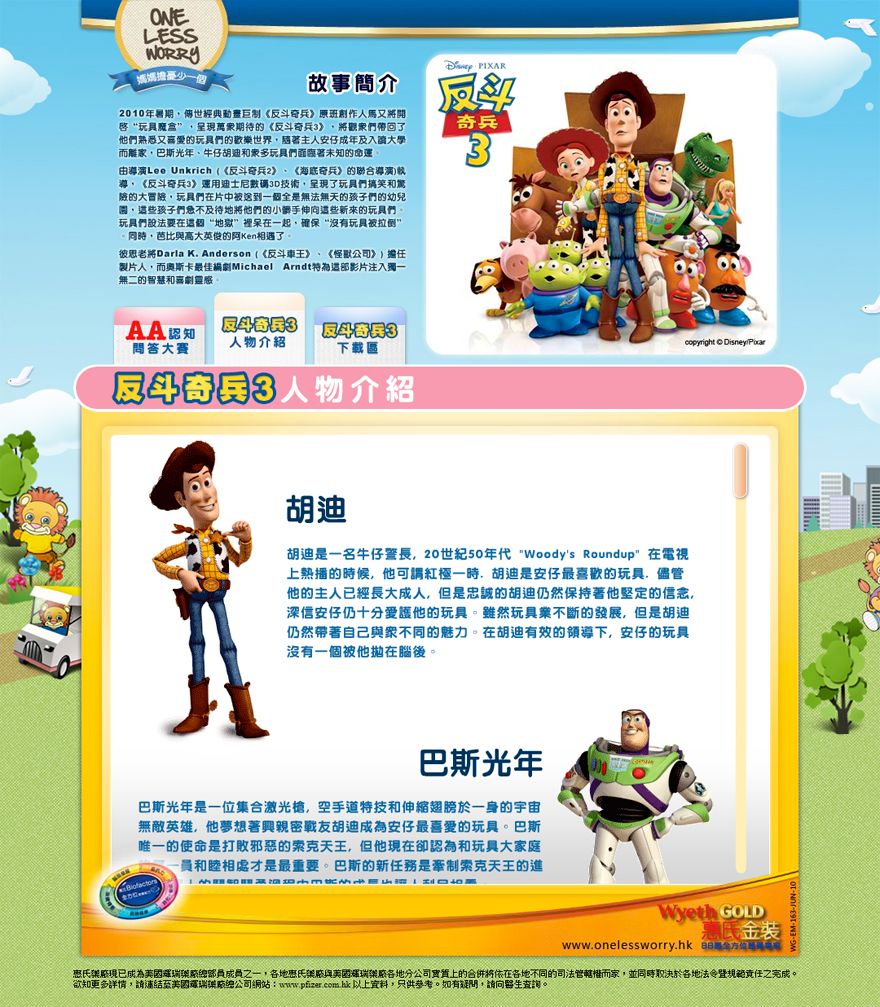 ONE
LESS
WORRY
媽媽擔憂少一個
故事簡介
2010年暑期，傳世經典動畫巨制《反斗奇兵》原班創作人馬又將開
啓“玩具魔盒”，呈現萬衆期待的《反斗奇兵3》，將觀衆們帶回了
他們熟悉又喜愛的玩具們的歡樂世界，隨著主人安仔成年及入讀大學
而離家，巴斯光年、牛仔胡迪和衆多玩具們面臨著未知的命運。
由導演Lee Unkrich (《反斗奇兵2》、《海底奇兵》的聯合導演)執
導，《反斗奇兵3》運用迪士尼數碼3D技術，呈現了玩具們搞笑和驚
險的大冒險，玩具們在片中被送到一個全是無法無天的孩子們的幼兒
園，這些孩子們急不及待地將他們的小髒手伸向這些新來的玩具們。
玩具們設法要在這個“地獄”裡呆在一起，確保“沒有玩具被拉倒”
。同時，芭比與高大英俊的阿Ken相遇了。
彼思老將Darla K. Anderson (《反斗車王》、《怪獸公司》) 擔任
製片人，而奧斯卡最佳編劇Michael Arndt特為這部影片注入獨一
無二的智慧和喜劇靈感。
Disney · PIXAR
反斗
奇兵
3
copyright © Disney/Pixar
AA認知
問答大賽
反斗奇兵3
人物介紹
反斗奇兵3
下載區
反斗奇兵3人物介紹
胡迪
胡迪是一名牛仔警長, 20世紀50年代 "Woody's Roundup" 在電視
上熱播的時候, 他可謂紅極一時. 胡迪是安仔最喜歡的玩具. 儘管
他的主人已經長大成人, 但是忠誠的胡迪仍然保持著他堅定的信念,
深信安仔仍十分愛護他的玩具。雖然玩具業不斷的發展, 但是胡迪
仍然帶著自己與衆不同的魅力。在胡迪有效的領導下, 安仔的玩具
沒有一個被他拋在腦後。
巴斯光年
巴斯光年是一位集合激光槍, 空手道特技和伸縮翅膀於一身的宇宙
無敵英雄, 他夢想著興親密戰友胡迪成為安仔最喜愛的玩具。巴斯
唯一的使命是打敗邪惡的索克天王, 但他現在卻認為和玩具大家庭
員和睦相處才是最重要。巴斯的新任務是牽制索克天王的進
Biofactors
Wyeth GOLD
惠氏金裝
www.onelessworry.hk
WG-EM-163-JUN-10
惠氏藥廠現已成為美國輝瑞藥廠總部員成員之一，各地惠氏藥廠與美國輝瑞藥廠各地分公司實質上的合併將依在各地不同的司法管轄權而家，並同時取決於各地法令暨規範責任之完成。
欲知更多詳情，請連結至美國輝瑞藥廠總公司網站：www.pfizer.com.hk 以上資料，只供參考。如有疑問，請向醫生查詢。